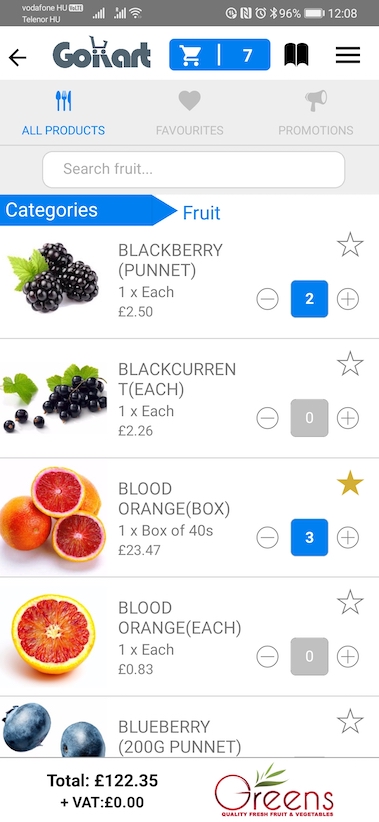 vodafone HU VoLTE
Telenor HU
96% 12:08
GoKart
7
ALL PRODUCTS
FAVOURITES
PROMOTIONS
Search fruit...
Categories
Fruit
BLACKBERRY
(PUNNET)
1 x Each
£2.50
2
BLACKCURREN
T(EACH)
1 x Each
£2.26
0
BLOOD
ORANGE(BOX)
1 x Box of 40s
£23.47
3
BLOOD
ORANGE(EACH)
1 x Each
£0.83
0
BLUEBERRY
(200G PUNNET)
Total: £122.35
+ VAT:£0.00
Greens
QUALITY FRESH FRUIT & VEGETABLES